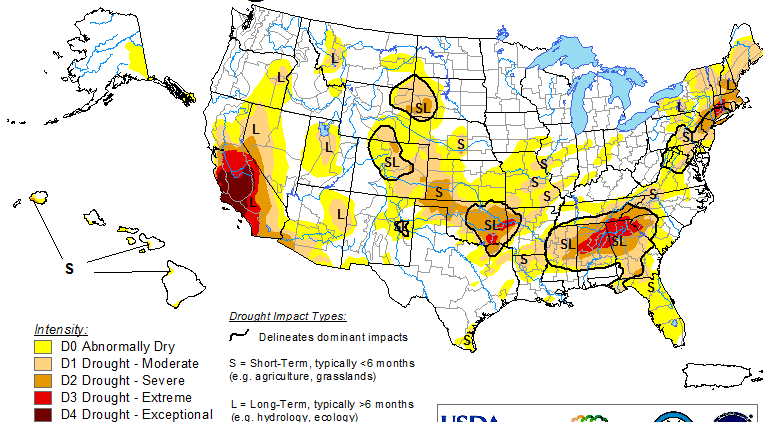 L
L
SL
L
L
SL
S
L
L
SL
SL
S
S
S
S
L
L
S
SL
SL
SL
S
S
S
S
Intensity:
D0 Abnormally Dry
D1 Drought - Moderate
D2 Drought - Severe
D3 Drought - Extreme
D4 Drought - Exceptional
Drought Impact Types:
Delineates dominant impacts
S = Short-Term, typically <6 months
(e.g. agriculture, grasslands)
L = Long-Term, typically >6 months
(e.g. hydrology, ecology)
USDA